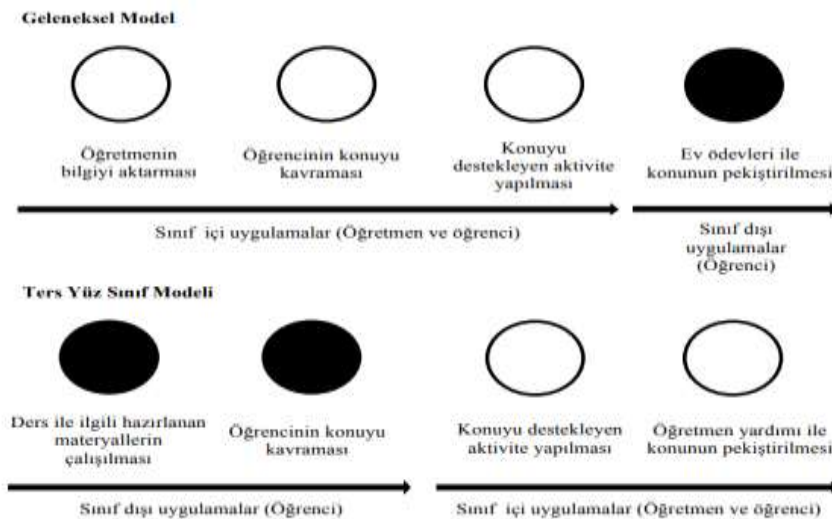 Geleneksel Model
Öğretmenin
bilgiyi aktarması
Öğrencinin konuyu
kavraması
Konuyu
destekleyen aktivite
yapılması
Ev ödevleri ile
konunun pekiştirilmesi
Sınıf içi uygulamalar (Öğretmen ve öğrenci)
Sınıf dışı
uygulamalar
(Öğrenci)
Ters Yüz Sınıf Modeli
Ders ile ilgili hazırlanan
materyallerin
çalışılması
Öğrencinin konuyu
kavraması
Konuyu destekleyen
aktivite yapılması
Öğretmen yardımı ile
konunun pekiştirilmesi
Sınıf dışı uygulamalar (Öğrenci)
Sınıf içi uygulamalar (Öğretmen ve öğrenci)